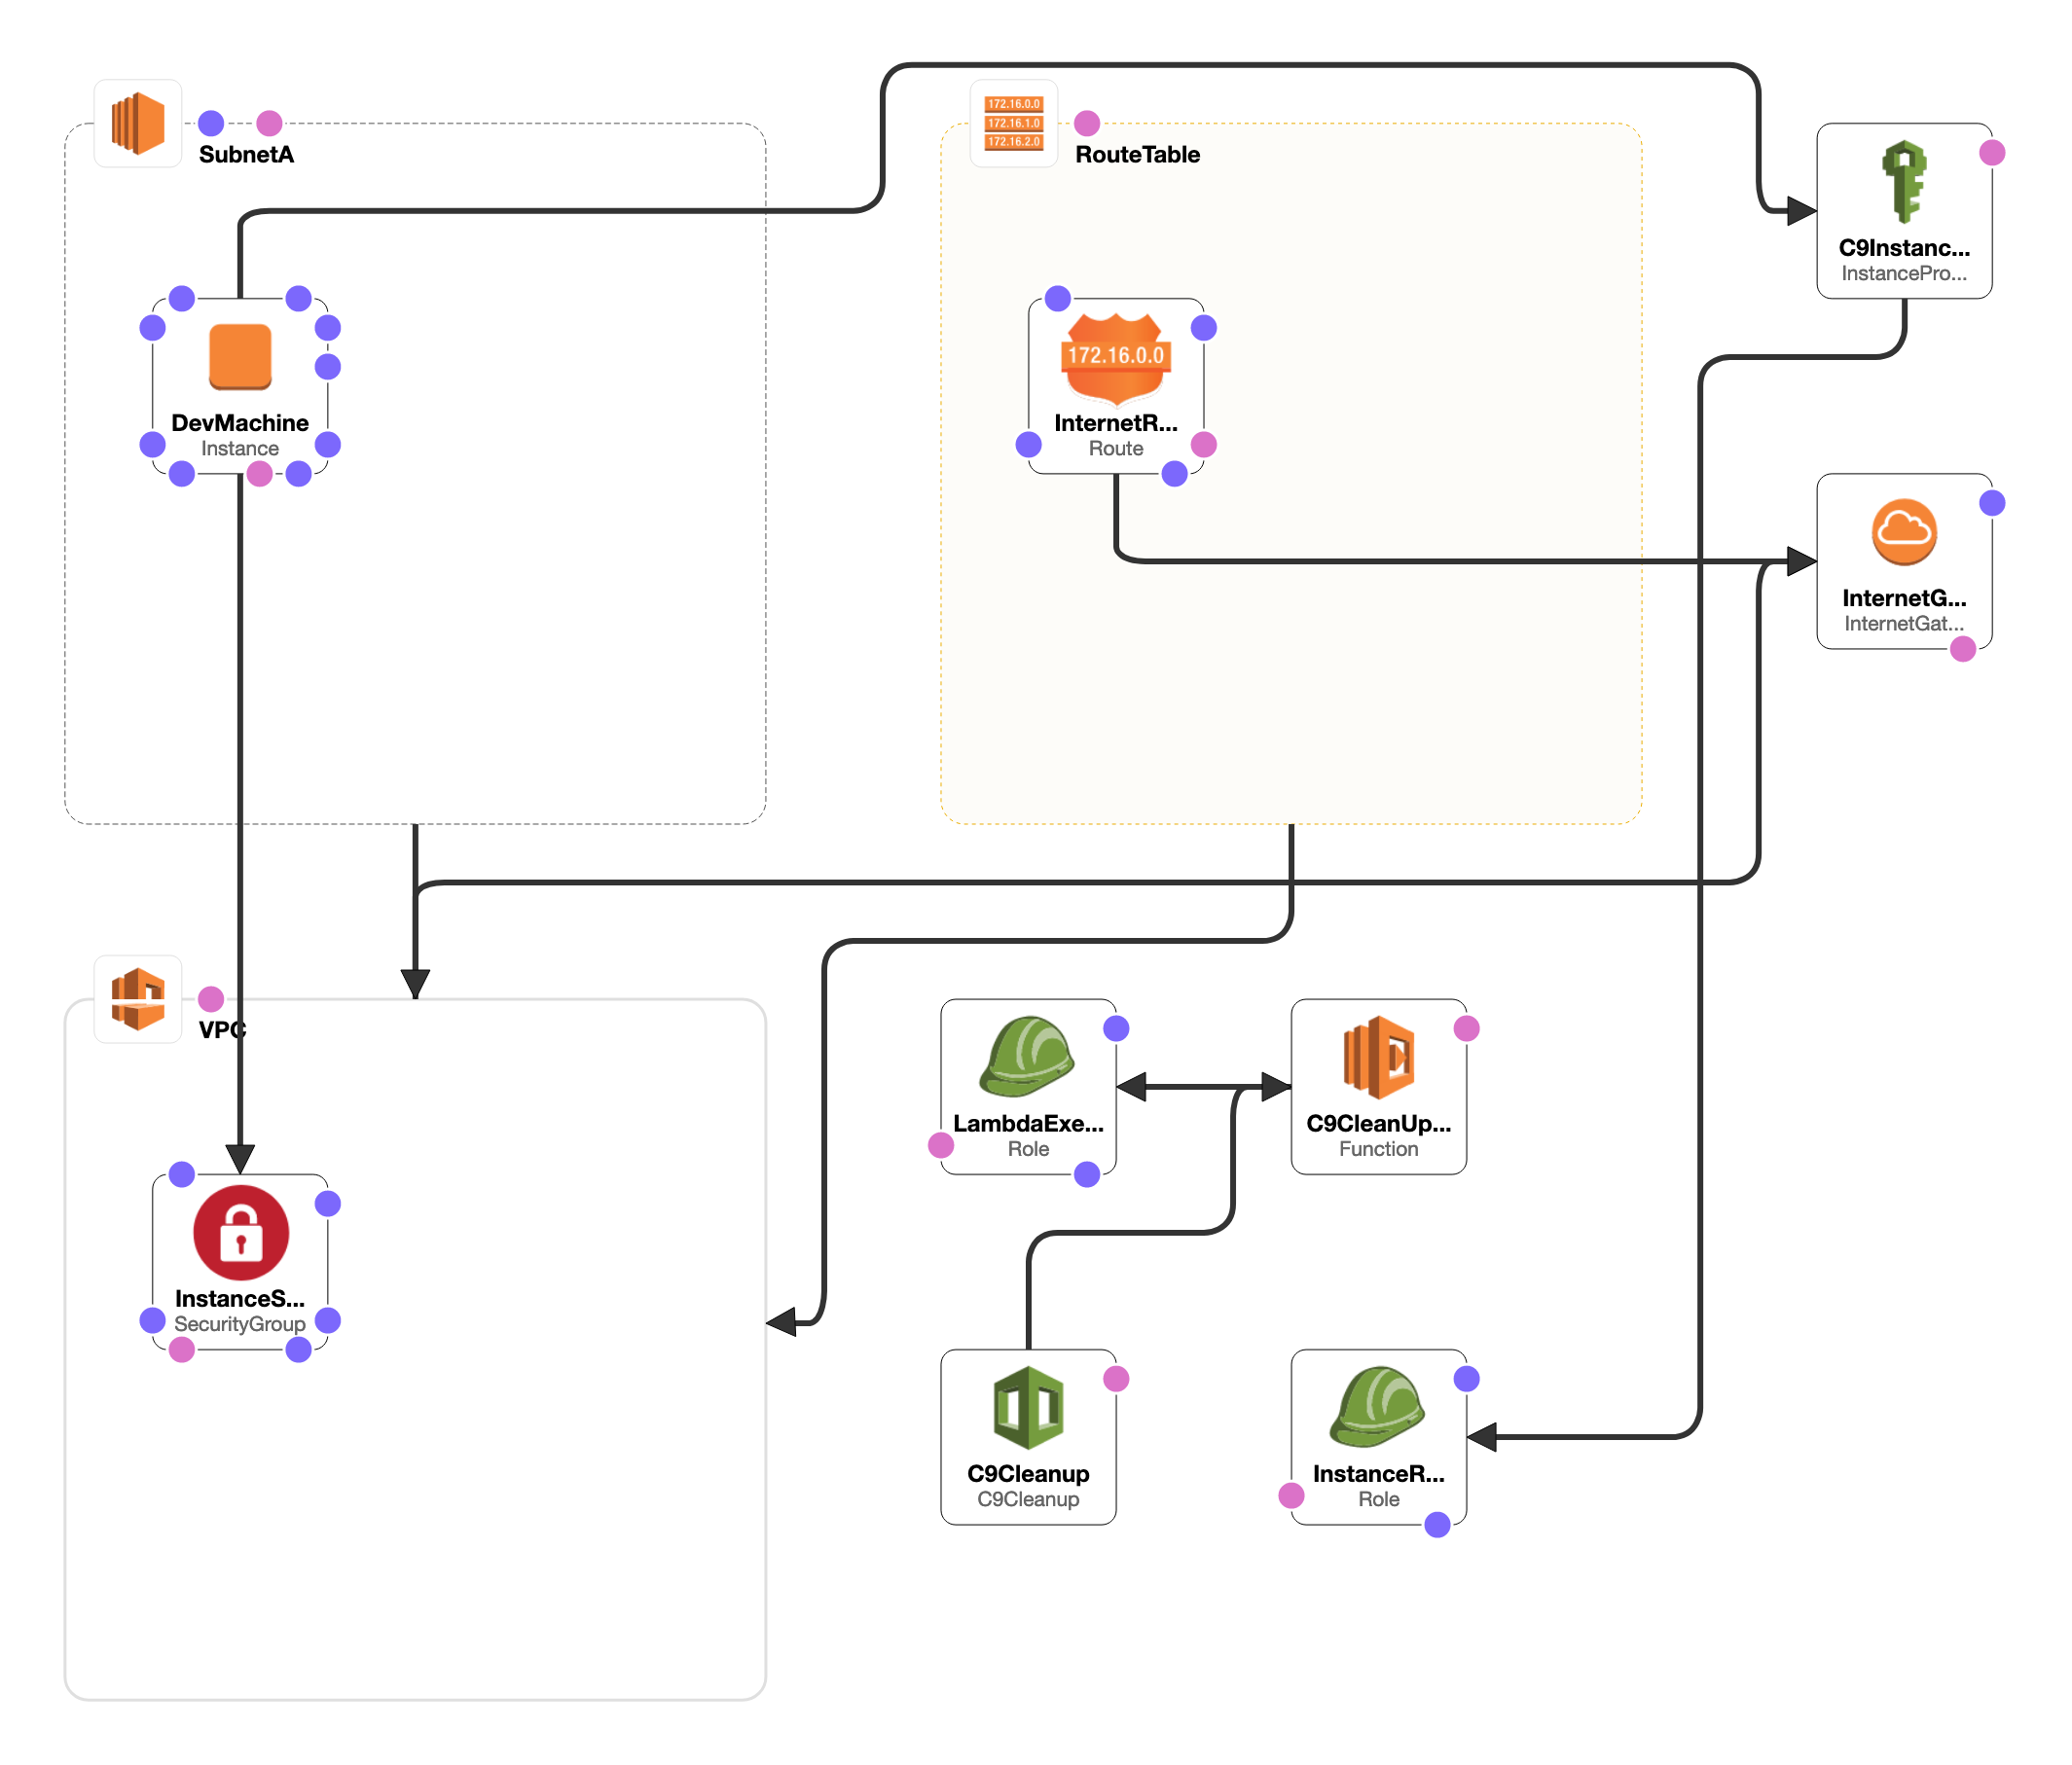 SubnetA
172.16.0.0
172.16.1.0
172.16.2.0
RouteTable
C9Instanc...
InstancePro...
DevMachine
Instance
172.16.0.0
InternetR...
Route
InternetG...
InternetGat...
VPC
LambdaExe...
Role
C9CleanUp...
Function
InstanceS...
SecurityGroup
C9Cleanup
C9Cleanup
InstanceR...
Role